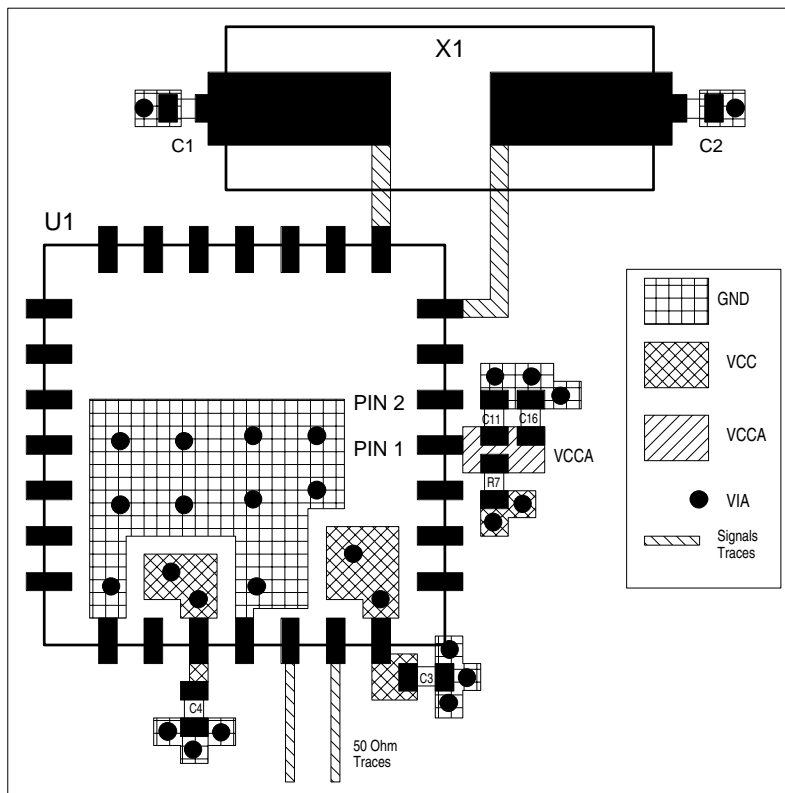 X1
C1
C2
U1
GND
VCC
VCCA
VIA
Signals
Traces
PIN 2
PIN 1
C11
C16
VCCA
R7
C3
C4
50 Ohm
Traces